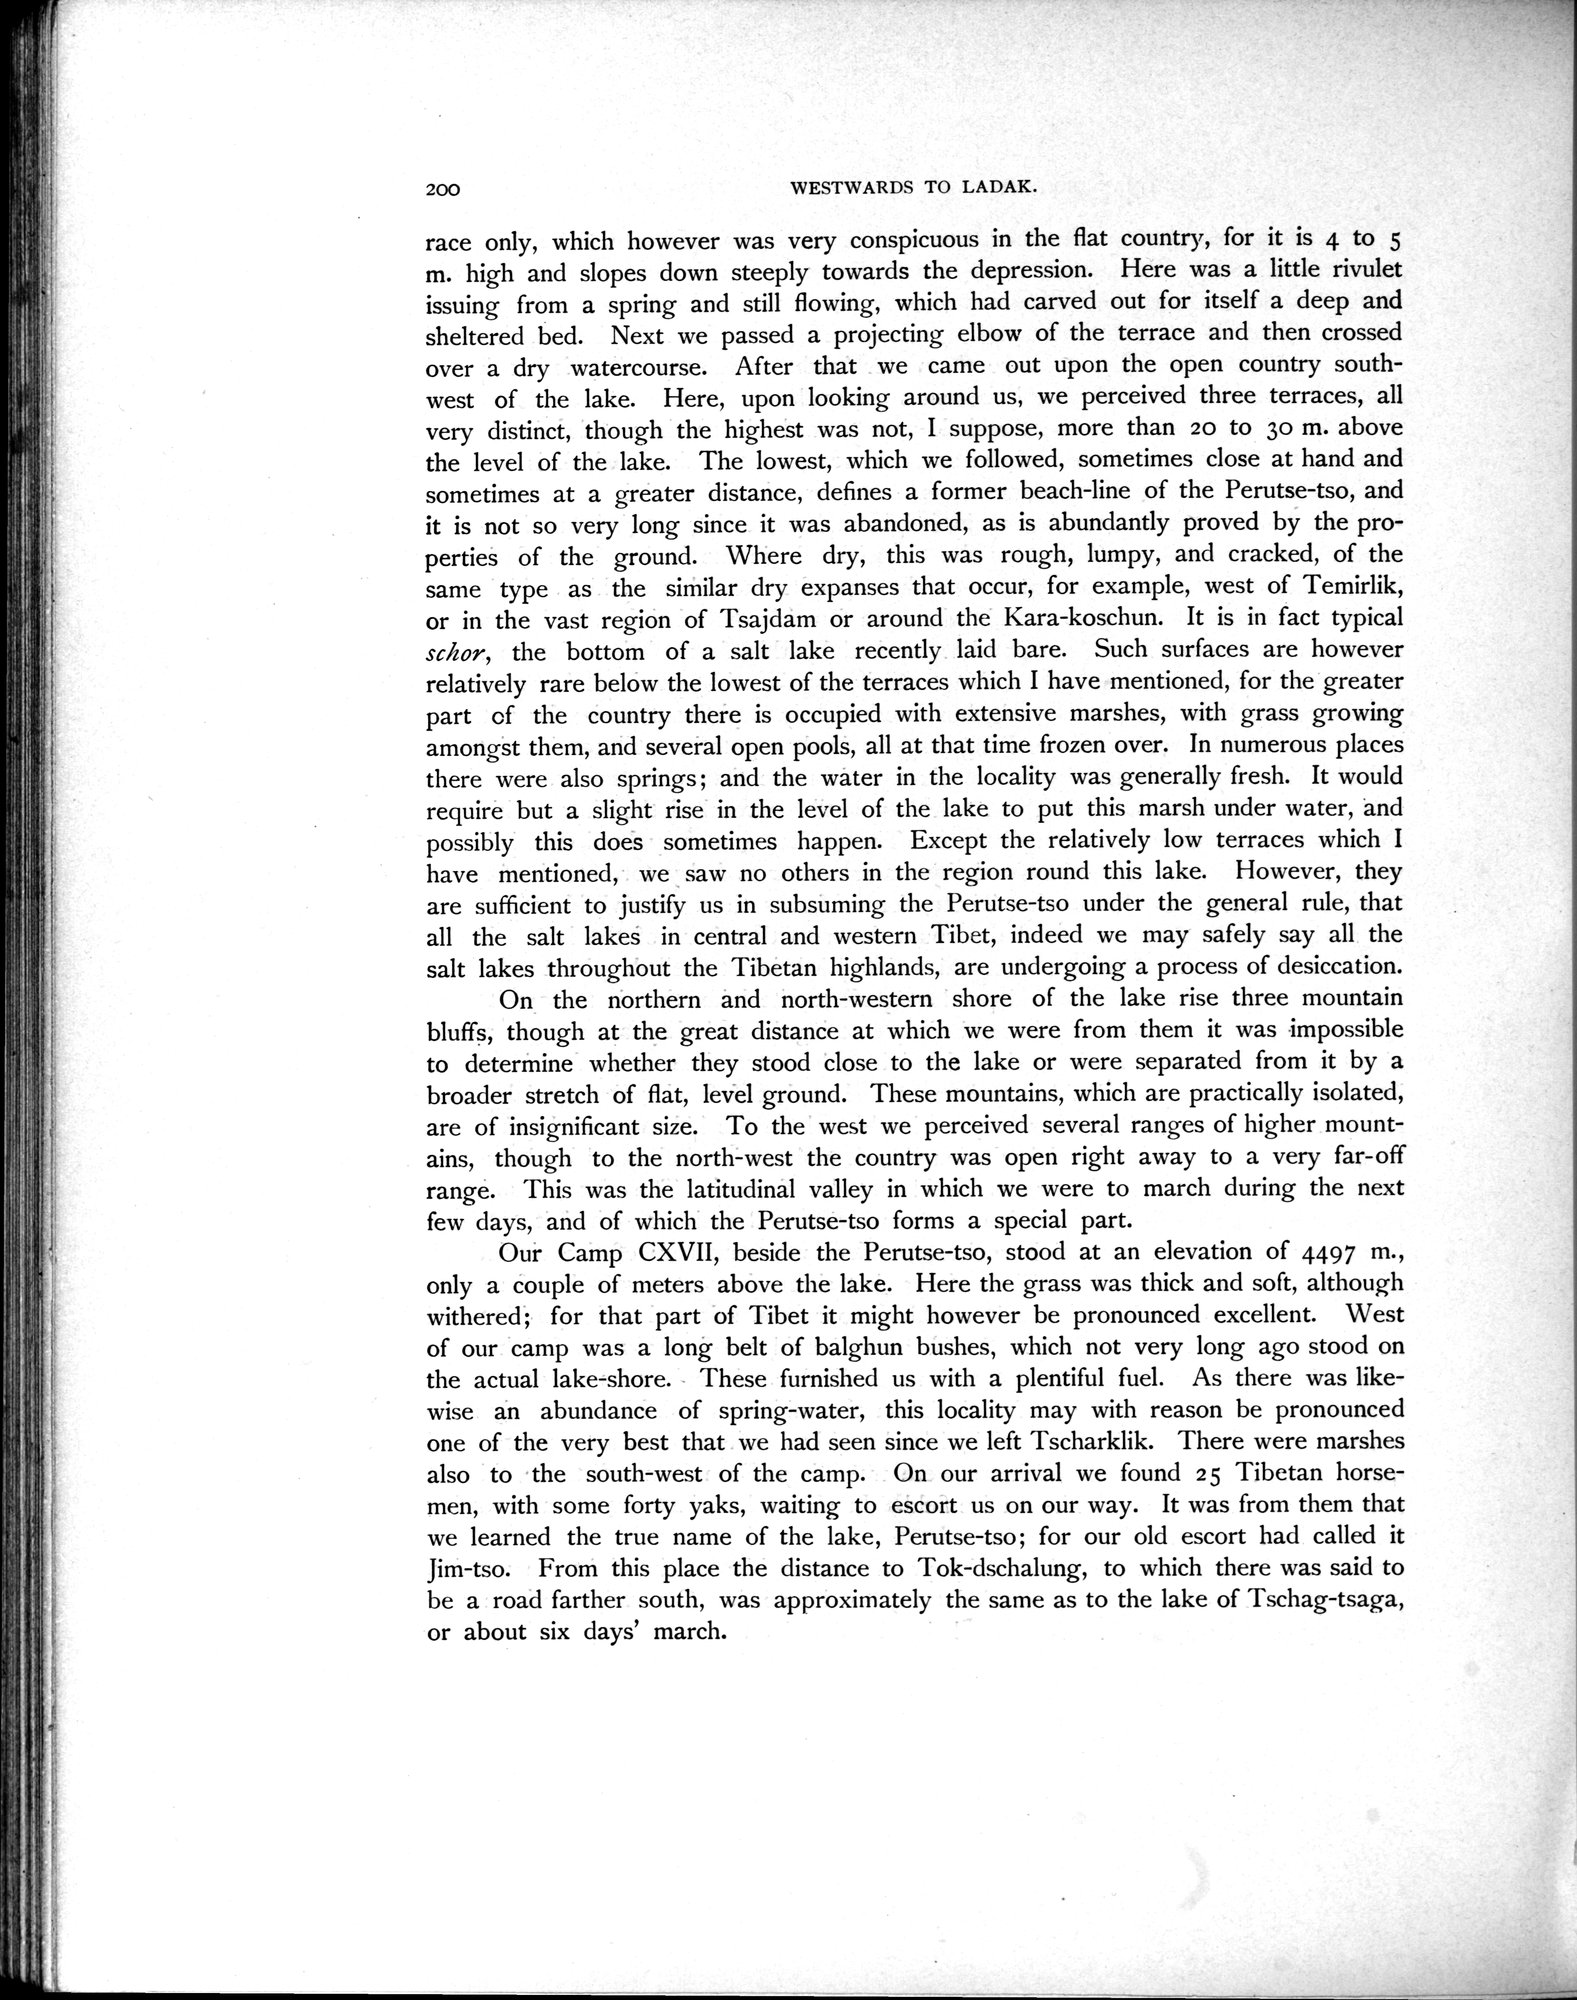 200
WESTWARDS TO LADAK.
race only, which however was very conspicuous in the flat country, for it is 4 to 5
m. high and slopes down steeply towards the depression. Here was a little rivulet
issuing from a spring and still flowing, which had carved out for itself a deep and
sheltered bed. Next we passed a projecting elbow of the terrace and then crossed
over a dry watercourse. After that we came out upon the open country south-
west of the lake. Here, upon looking around us, we perceived three terraces, all
very distinct, though the highest was not, I suppose, more than 20 to 30 m. above
the level of the lake. The lowest, which we followed, sometimes close at hand and
sometimes at a greater distance, defines a former beach-line of the Perutse-tso, and
it is not so very long since it was abandoned, as is abundantly proved by the pro-
perties of the ground. Where dry, this was rough, lumpy, and cracked, of the
same type as the similar dry expanses that occur, for example, west of Temirlik,
or in the vast region of Tsajdam or around the Kara-koschun. It is in fact typical
schor, the bottom of a salt lake recently laid bare. Such surfaces are however
relatively rare below the lowest of the terraces which I have mentioned, for the greater
part of the country there is occupied with extensive marshes, with grass growing
amongst them, and several open pools, all at that time frozen over. In numerous places
there were also springs; and the water in the locality was generally fresh. It would
require but a slight rise in the level of the lake to put this marsh under water, and
possibly this does sometimes happen. Except the relatively low terraces which I
have mentioned, we saw no others in the region round this lake. However, they
are sufficient to justify us in subsuming the Perutse-tso under the general rule, that
all the salt lakes in central and western Tibet, indeed we may safely say all the
salt lakes throughout the Tibetan highlands, are undergoing a process of desiccation.
On the northern and north-western shore of the lake rise three mountain
bluffs, though at the great distance at which we were from them it was impossible
to determine whether they stood close to the lake or were separated from it by a
broader stretch of flat, level ground. These mountains, which are practically isolated,
are of insignificant size. To the west we perceived several ranges of higher mount-
ains, though to the north-west the country was open right away to a very far-off
range. This was the latitudinal valley in which we were to march during the next
few days, and of which the Perutse-tso forms a special part.
Our Camp CXVII, beside the Perutse-tso, stood at an elevation of 4497 m.,
only a couple of meters above the lake. Here the grass was thick and soft, although
withered; for that part of Tibet it might however be pronounced excellent. West
of our camp was a long belt of balghun bushes, which not very long ago stood on
the actual lake-shore. These furnished us with a plentiful fuel. As there was like-
wise an abundance of spring-water, this locality may with reason be pronounced
one of the very best that we had seen since we left Tscharklik. There were marshes
also to the south-west of the camp. On our arrival we found 25 Tibetan horse-
men, with some forty yaks, waiting to escort us on our way. It was from them that
we learned the true name of the lake, Perutse-tso; for our old escort had called it
Jim-tso. From this place the distance to Tok-dschalung, to which there was said to
be a road farther south, was approximately the same as to the lake of Tschag-tsaga,
or about six days' march.